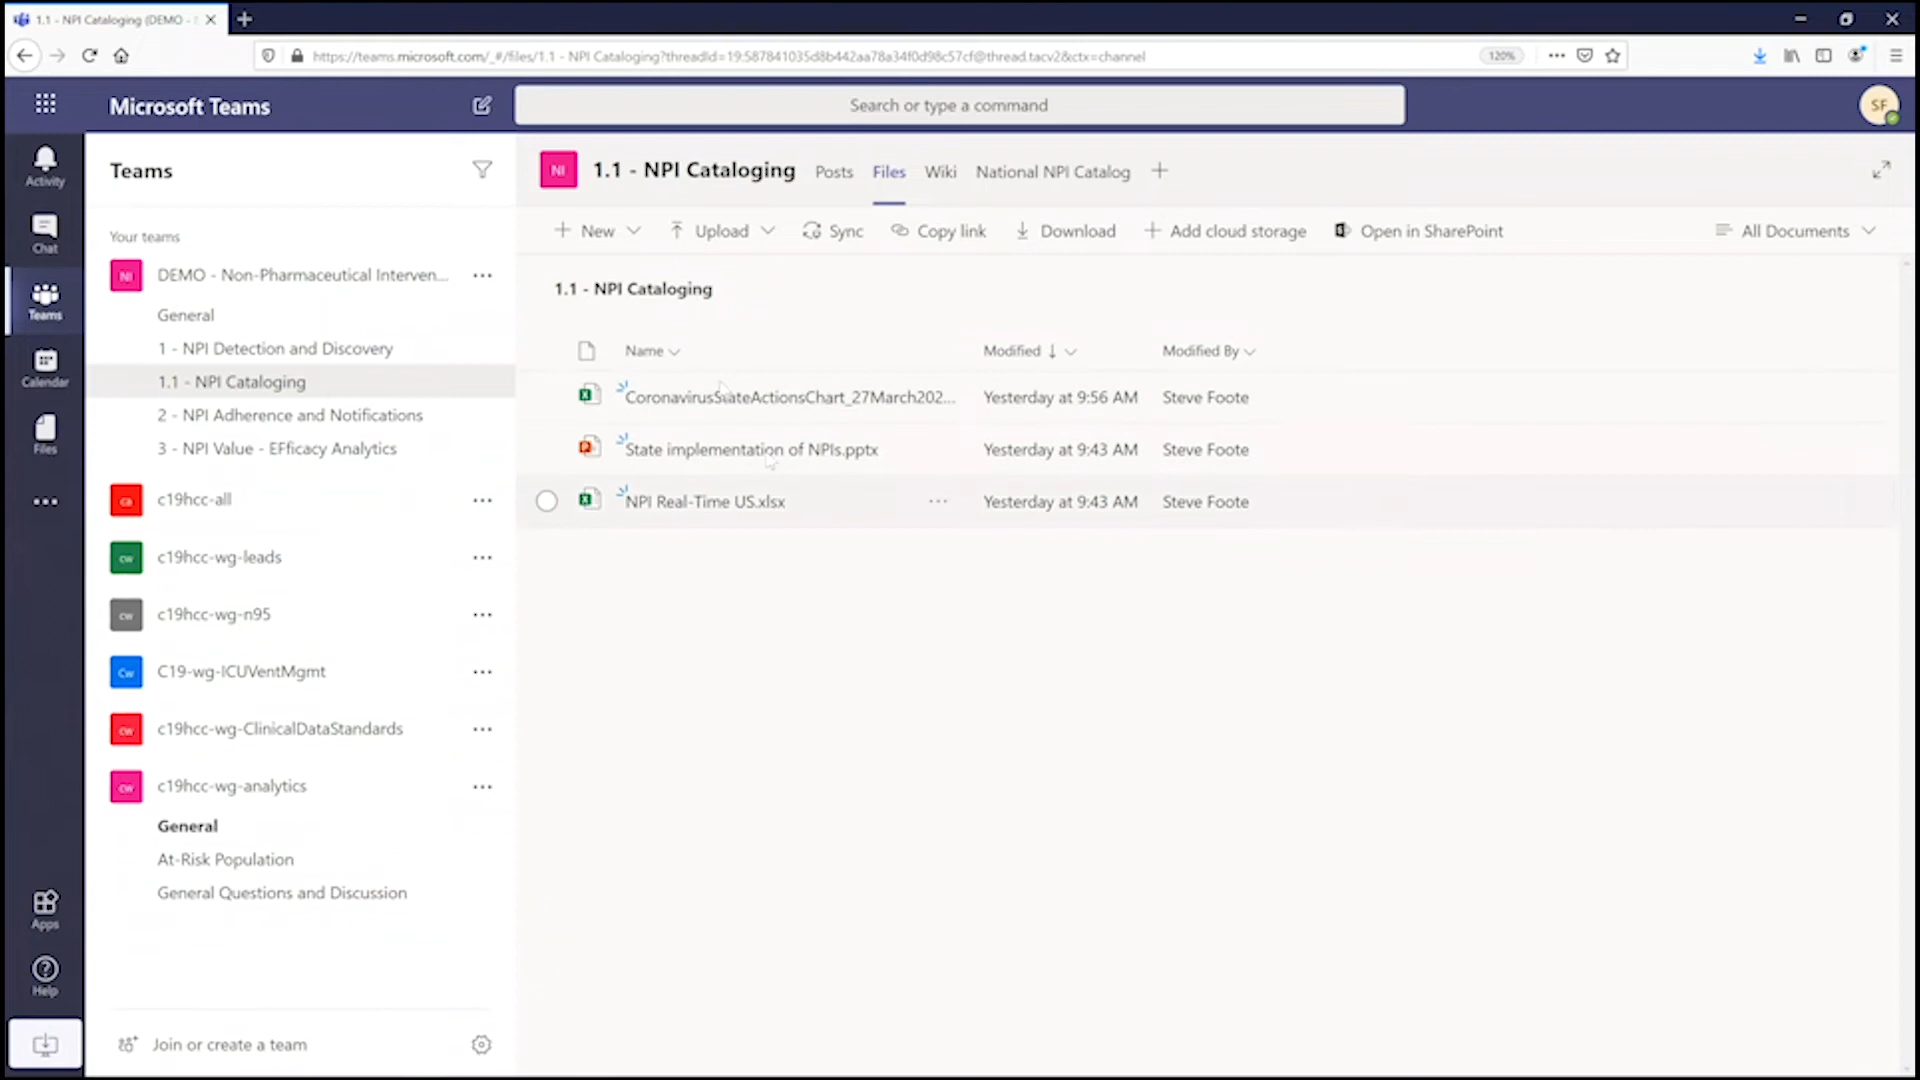 1.1 - NPI Cataloging (DEMO -
https://teams.microsoft.com/_#/files/1.1 - NPI Cataloging?threadId=19:587841035d8b442aa78a34f0d98c57cf@thread.tacv2&ctx=channel
120%
Microsoft Teams
Search or type a command
SF
Activity
Chat
Teams
Calendar
Files
Apps
Help
Teams
Your teams
NI DEMO - Non-Pharmaceutical Interven...
General
1 - NPI Detection and Discovery
1.1 - NPI Cataloging
2 - NPI Adherence and Notifications
3 - NPI Value - EFficacy Analytics
ca c19hcc-all
cw c19hcc-wg-leads
cw c19hcc-wg-n95
Cw C19-wg-ICUVentMgmt
cw c19hcc-wg-ClinicalDataStandards
cw c19hcc-wg-analytics
General
At-Risk Population
General Questions and Discussion
Join or create a team
NI 1.1 - NPI Cataloging Posts Files Wiki National NPI Catalog
New Upload Sync Copy link Download Add cloud storage Open in SharePoint All Documents
1.1 - NPI Cataloging
Name Modified Modified By
CoronavirusStateActionsChart_27March202... Yesterday at 9:56 AM Steve Foote
State implementation of NPIs.pptx Yesterday at 9:43 AM Steve Foote
NPI Real-Time US.xlsx Yesterday at 9:43 AM Steve Foote